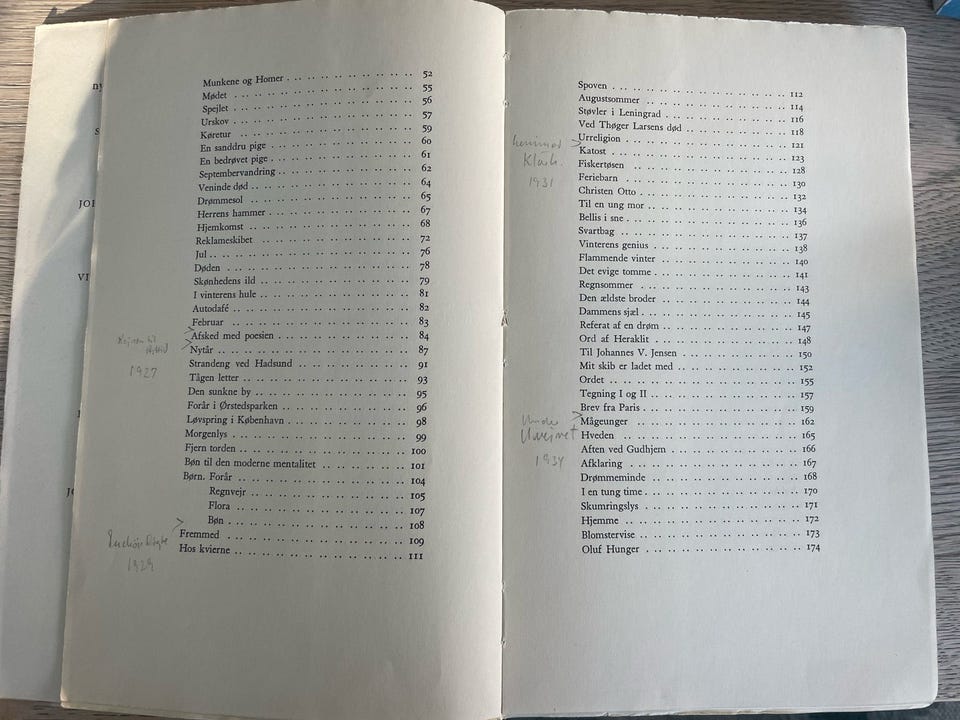 Munkene og Homer . . . . . . . . . . . . . . 52
Mødet . . . . . . . . . . . . . . 55
Spejlet . . . . . . . . . . . . . . 56
Urskov . . . . . . . . . . . . . . 57
Køretur . . . . . . . . . . . . . . 59
En sanddru pige . . . . . . . . . . . . . . 60
En bedrøvet pige . . . . . . . . . . . . . . 61
Septembervandring . . . . . . . . . . . . . . 62
Veninde død . . . . . . . . . . . . . . 64
Drømmesol . . . . . . . . . . . . . . 65
Herrens hammer . . . . . . . . . . . . . . 67
Hjemkomst . . . . . . . . . . . . . . 68
Reklameskibet . . . . . . . . . . . . . . 72
Jul . . . . . . . . . . . . . . 76
Døden . . . . . . . . . . . . . . 78
Skønhedens ild . . . . . . . . . . . . . . 79
I vinterens hule . . . . . . . . . . . . . . 81
Autodafé . . . . . . . . . . . . . . 82
Februar . . . . . . . . . . . . . . 83
Afsked med poesien . . . . . . . . . . . . . . 84
Nytår . . . . . . . . . . . . . . 87
1927
Strandeng ved Hadsund . . . . . . . . . . . . . . 91
Tågen letter . . . . . . . . . . . . . . 93
Den sunkne by . . . . . . . . . . . . . . 95
Forår i Ørstedsparken . . . . . . . . . . . . . . 96
Løvspring i København . . . . . . . . . . . . . . 98
Morgenlys . . . . . . . . . . . . . . 99
Fjern torden . . . . . . . . . . . . . . 100
Bøn til den moderne mentalitet . . . . . . . . . . . . . . 101
Børn. Forår . . . . . . . . . . . . . . 104
Regnvejr . . . . . . . . . . . . . . 105
Flora . . . . . . . . . . . . . . 107
Bøn . . . . . . . . . . . . . . 108
Fremmed . . . . . . . . . . . . . . 109
Hos kvierne . . . . . . . . . . . . . . 111
1929
Spoven . . . . . . . . . . . . . . 112
Augustsommer . . . . . . . . . . . . . . 114
Støvler i Leningrad . . . . . . . . . . . . . . 116
Ved Thøger Larsens død . . . . . . . . . . . . . . 118
Urreligion . . . . . . . . . . . . . . 121
Katost . . . . . . . . . . . . . . 123
Fiskertøsen . . . . . . . . . . . . . . 128
1931
Feriebarn . . . . . . . . . . . . . . 130
Christen Otto . . . . . . . . . . . . . . 132
Til en ung mor . . . . . . . . . . . . . . 134
Bellis i sne . . . . . . . . . . . . . . 136
Svartbag . . . . . . . . . . . . . . 137
Vinterens genius . . . . . . . . . . . . . . 138
Flammende vinter . . . . . . . . . . . . . . 140
Det evige tomme . . . . . . . . . . . . . . 141
Regnsommer . . . . . . . . . . . . . . 143
Den ældste broder . . . . . . . . . . . . . . 144
Dammens sjæl . . . . . . . . . . . . . . 145
Referat af en drøm . . . . . . . . . . . . . . 147
Ord af Heraklit . . . . . . . . . . . . . . 148
Til Johannes V. Jensen . . . . . . . . . . . . . . 150
Mit skib er ladet med . . . . . . . . . . . . . . 152
Ordet . . . . . . . . . . . . . . 155
Tegning I og II . . . . . . . . . . . . . . 157
Brev fra Paris . . . . . . . . . . . . . . 159
Mågeunger . . . . . . . . . . . . . . 162
Under
Uvejret
1934
Hveden . . . . . . . . . . . . . . 165
Aften ved Gudhjem . . . . . . . . . . . . . . 166
Afklaring . . . . . . . . . . . . . . 167
Drømmeminde . . . . . . . . . . . . . . 168
I en tung time . . . . . . . . . . . . . . 170
Skumringslys . . . . . . . . . . . . . . 171
Hjemme . . . . . . . . . . . . . . 172
Blomstervise . . . . . . . . . . . . . . 173
Oluf Hunger . . . . . . . . . . . . . . 174